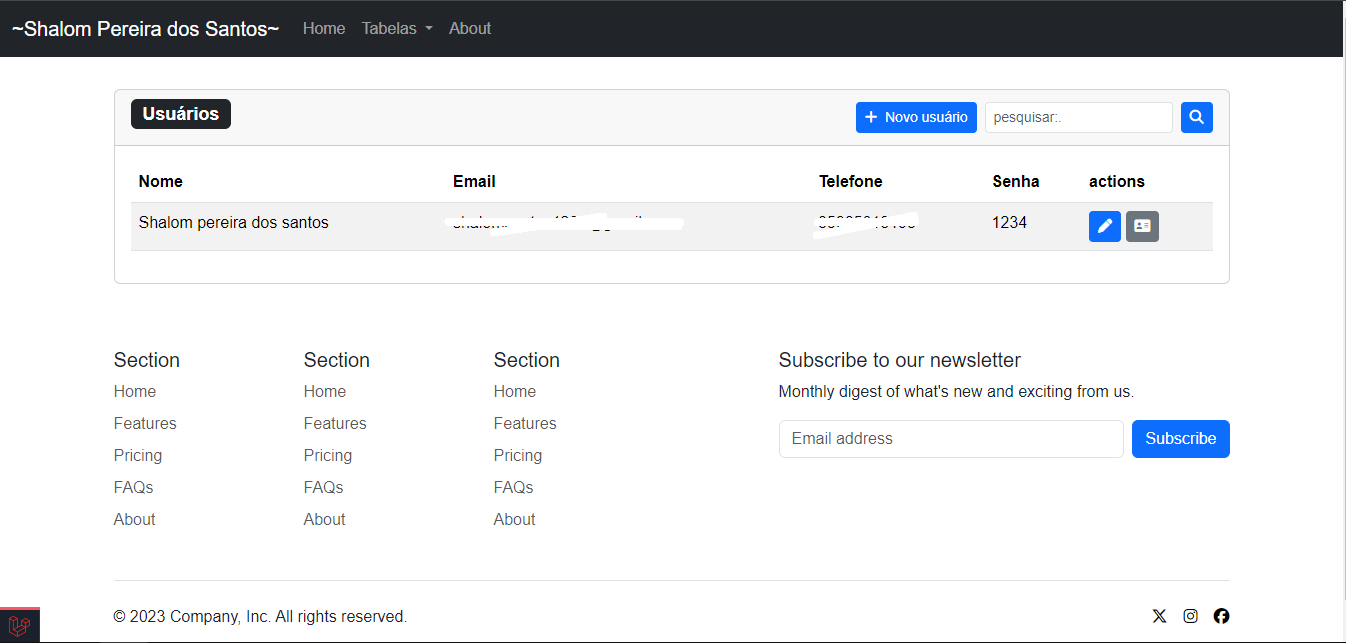 ~Shalom Pereira dos Santos~ Home Tabelas About
Usuários + Novo usuário pesquisar:.
Nome Email Telefone Senha actions
Shalom pereira dos santos 1234
Section Section Section Subscribe to our newsletter
Home Home Home Monthly digest of what's new and exciting from us.
Features Features Features
Email address Subscribe
Pricing Pricing Pricing
FAQs FAQs FAQs
About About About
© 2023 Company, Inc. All rights reserved.